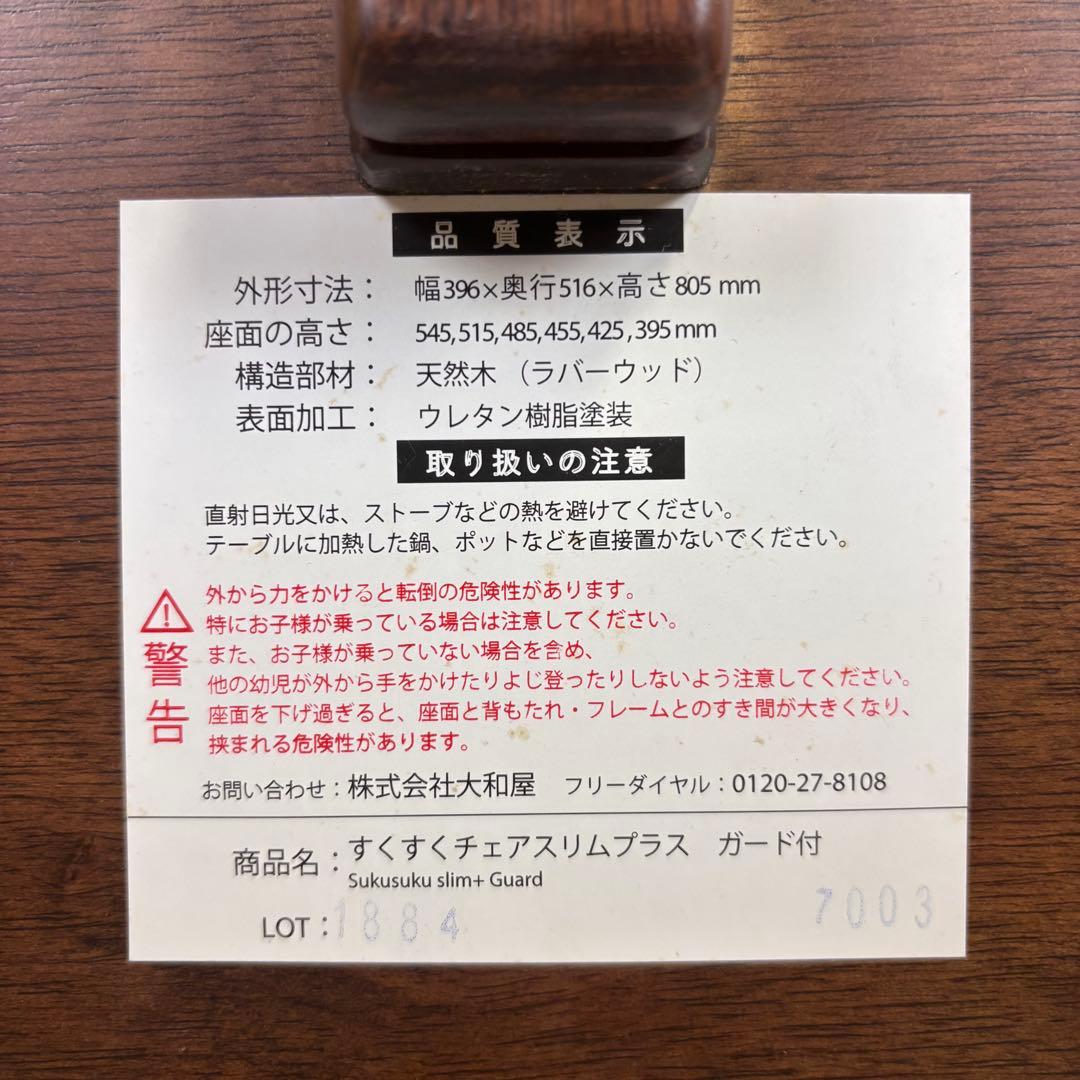 品質表示
外形寸法： 幅396×奥行516×高さ805 mm
座面の高さ： 545,515,485,455,425,395mm
構造部材： 天然木 （ラバーウッド）
表面加工： ウレタン樹脂塗装
取り扱いの注意
直射日光又は、ストーブなどの熱を避けてください。
テーブルに加熱した鍋、ポットなどを直接置かないでください。
警告
外から力をかけると転倒の危険性があります。
特にお子様が乗っている場合は注意してください。
また、お子様が乗っていない場合を含め、
他の幼児が外から手をかけたりよじ登ったりしないよう注意してください。
座面を下げ過ぎると、座面と背もたれ・フレームとのすき間が大きくなり、
挟まれる危険性があります。
お問い合わせ：株式会社大和屋 フリーダイヤル：0120-27-8108
商品名：すくすくチェアスリムプラス ガード付
Sukusuku slim+ Guard
LOT：1884 7003